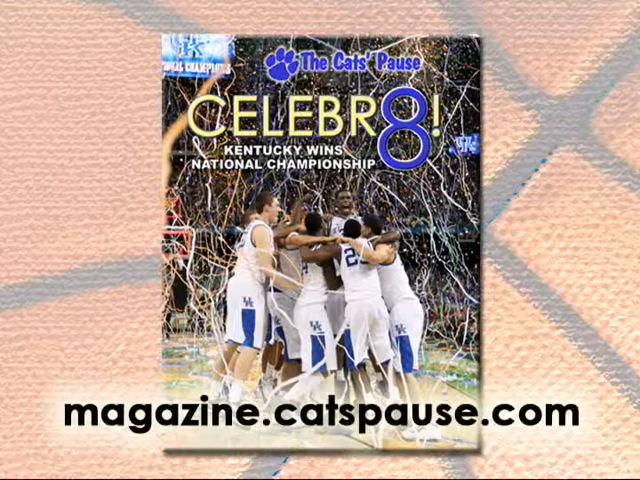 The Cats' Pause
CELEBR8!
KENTUCKY WINS
NATIONAL CHAMPIONSHIP
magazine.catspause.com